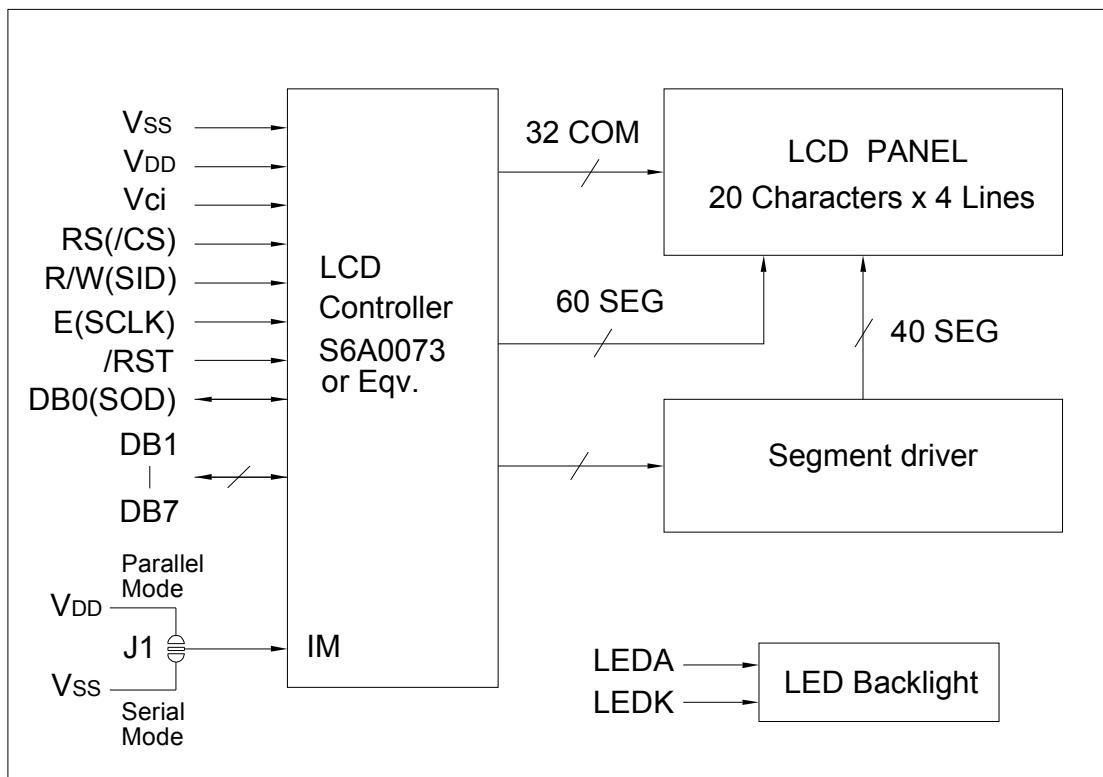 VSS
VDD
Vci
RS(/CS)
R/W(SID)
E(SCLK)
/RST
DB0(SOD)
DB1
DB7
Parallel
Mode
VDD
J1
VSS
Serial
Mode
LCD
Controller
S6A0073
or Eqv.
IM
32 COM
60 SEG
LCD PANEL
20 Characters x 4 Lines
40 SEG
Segment driver
LEDA
LEDK
LED Backlight